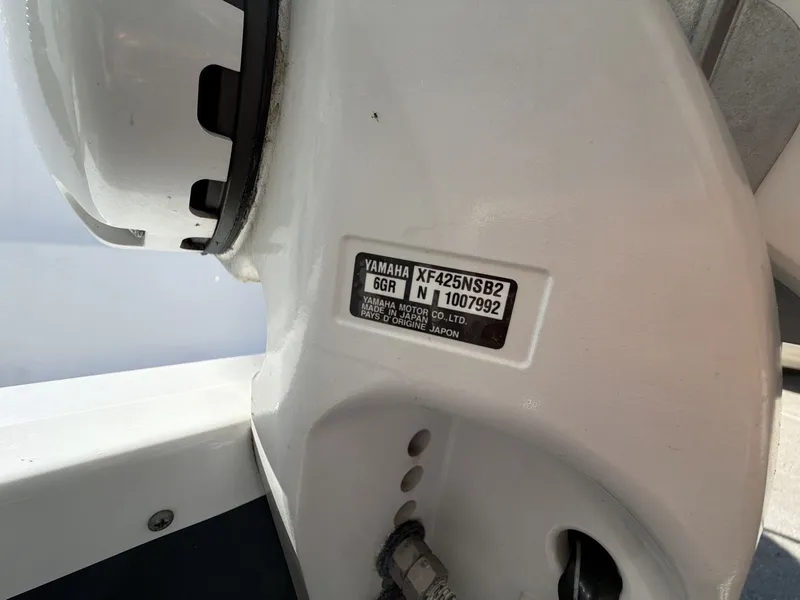 YAMAHA XF425NSB2
6GR N 1007992
YAMAHA MOTOR CO.,LTD.
MADE IN JAPAN
PAYS D'ORIGINE JAPON